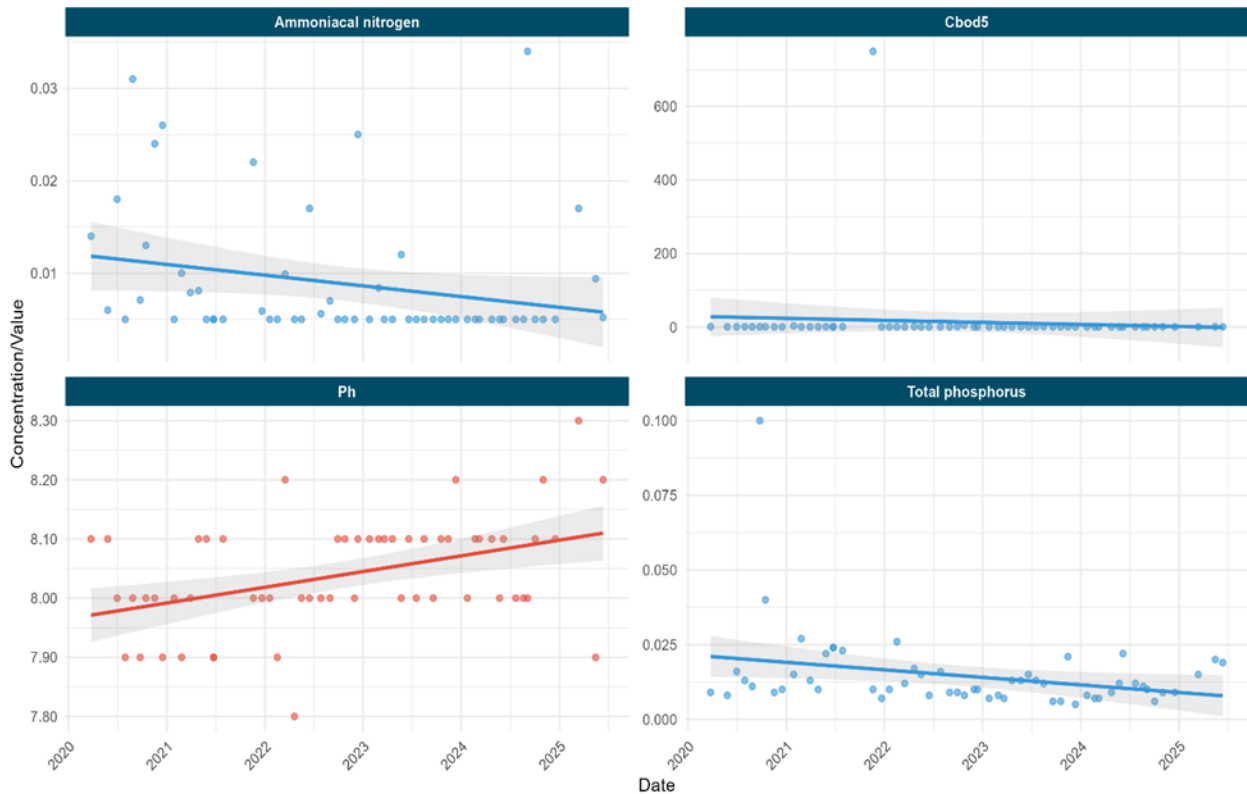 Ammoniacal nitrogen
Cbod5
0.03
0.02
0.01
600
400
200
0
Ph
Total phosphorus
8.30
8.20
8.10
8.00
7.90
7.80
0.100
0.075
0.050
0.025
0.000
2020 2021 2022 2023 2024 2025
2020 2021 2022 2023 2024 2025
Concentration/Value
Date